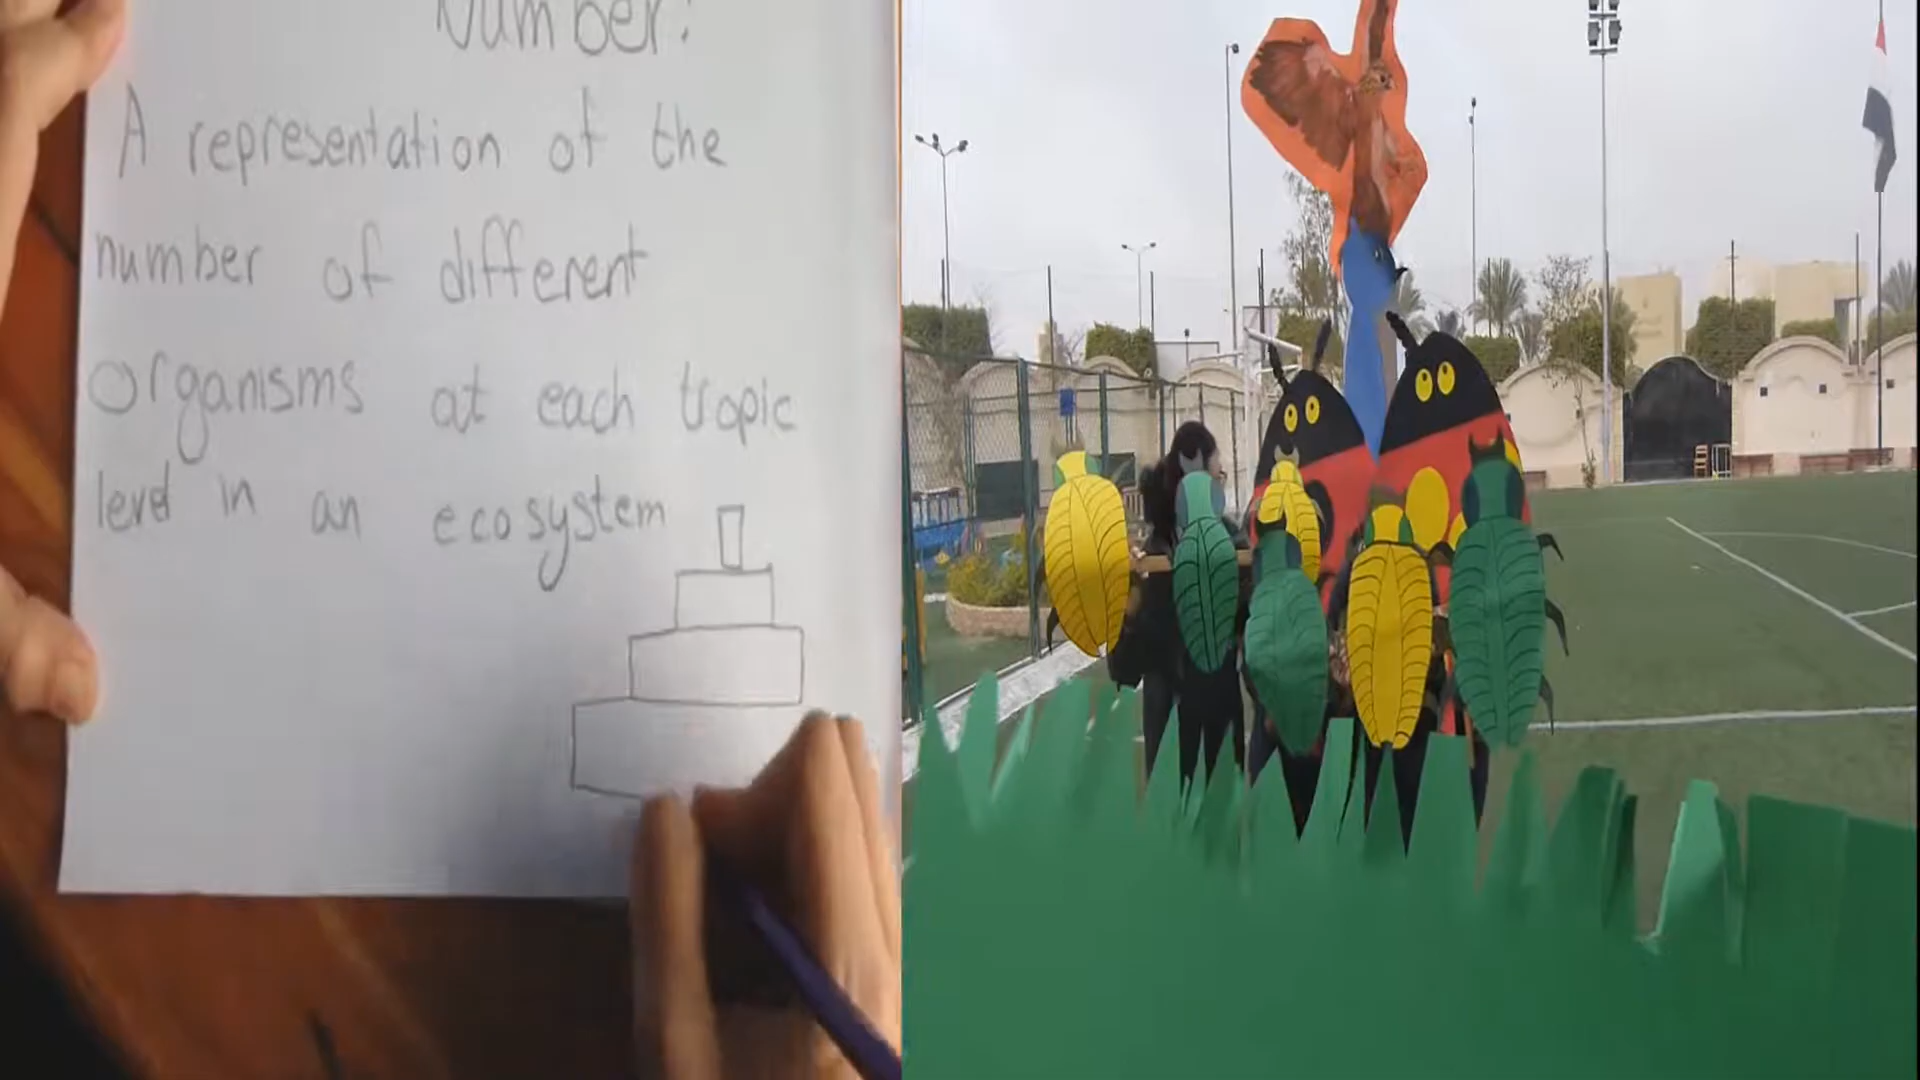 Number:
A representation of the
number of different
organisms at each tropic
level in an ecosystem